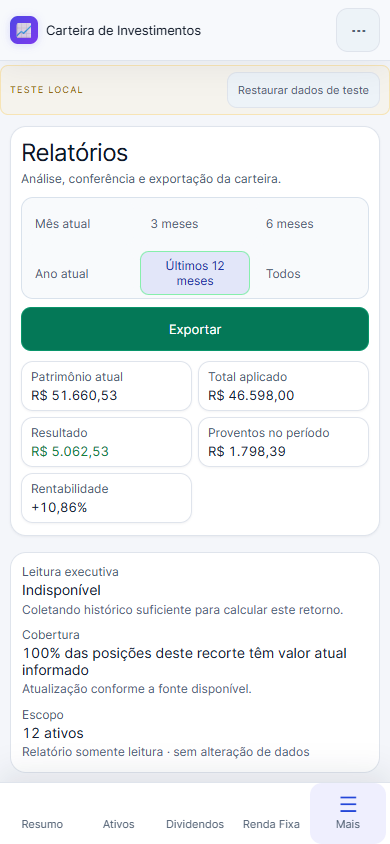 Carteira de Investimentos
...
TESTE LOCAL
Restaurar dados de teste
Relatórios
Análise, conferência e exportação da carteira.
Mês atual
3 meses
6 meses
Ano atual
Últimos 12
meses
Todos
Exportar
Patrimônio atual
R$ 51.660,53
Total aplicado
R$ 46.598,00
Resultado
R$ 5.062,53
Proventos no período
R$ 1.798,39
Rentabilidade
+10,86%
Leitura executiva
Indisponível
Coletando histórico suficiente para calcular este retorno.
Cobertura
100% das posições deste recorte têm valor atual
informado
Atualização conforme a fonte disponível.
Escopo
12 ativos
Relatório somente leitura · sem alteração de dados
Resumo
Ativos
Dividendos
Renda Fixa
Mais